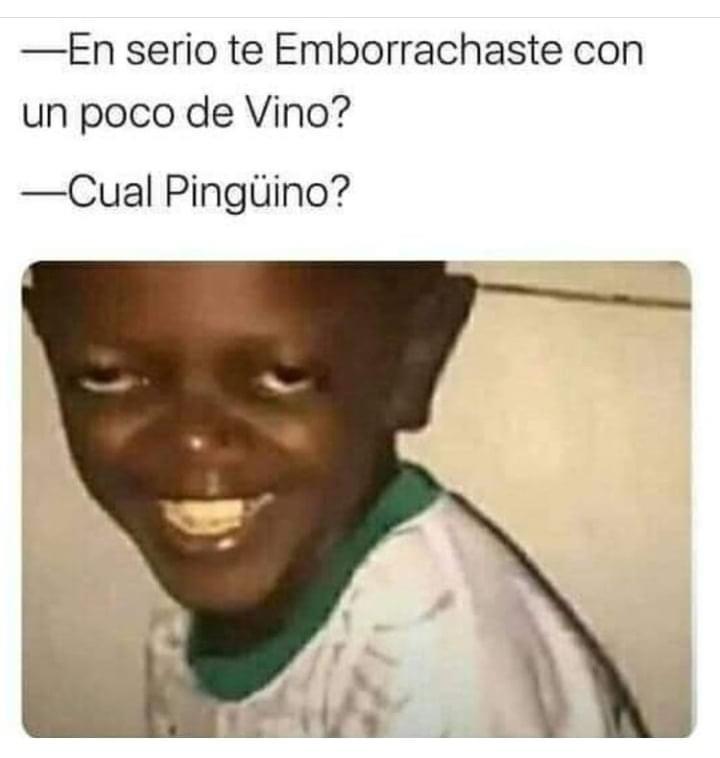 —En serio te Emborrachaste con
un poco de Vino?
—Cual Pingüino?